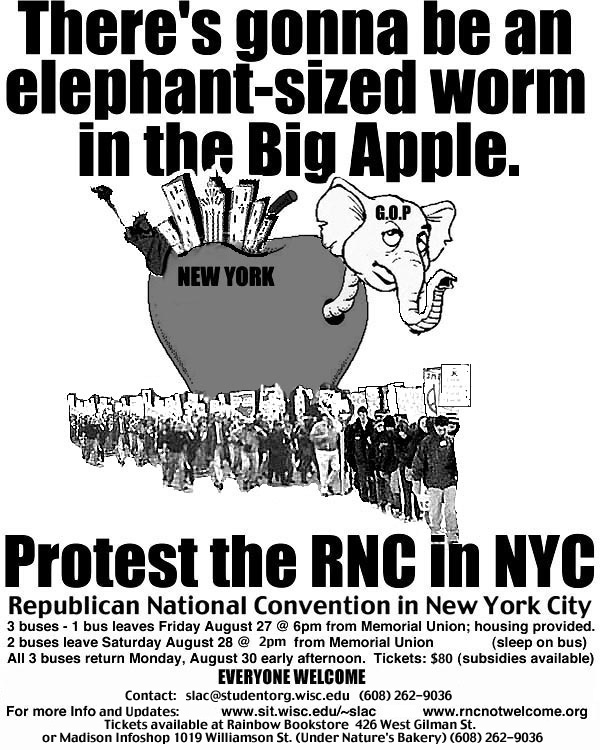 There's gonna be an
elephant-sized worm
in the Big Apple.
G.O.P
NEW YORK
Protest the RNC in NYC
Republican National Convention in New York City
3 buses - 1 bus leaves Friday August 27 @ 6pm from Memorial Union; housing provided.
2 buses leave Saturday August 28 @ 2pm from Memorial Union (sleep on bus)
All 3 buses return Monday, August 30 early afternoon. Tickets: $80 (subsidies available)
EVERYONE WELCOME
Contact: slac@studentorg.wisc.edu (608) 262-9036
For more Info and Updates: www.sit.wisc.edu/~slac www.rncnotwelcome.org
Tickets available at Rainbow Bookstore 426 West Gilman St.
or Madison Infoshop 1019 Williamson St. (Under Nature's Bakery) (608) 262-9036